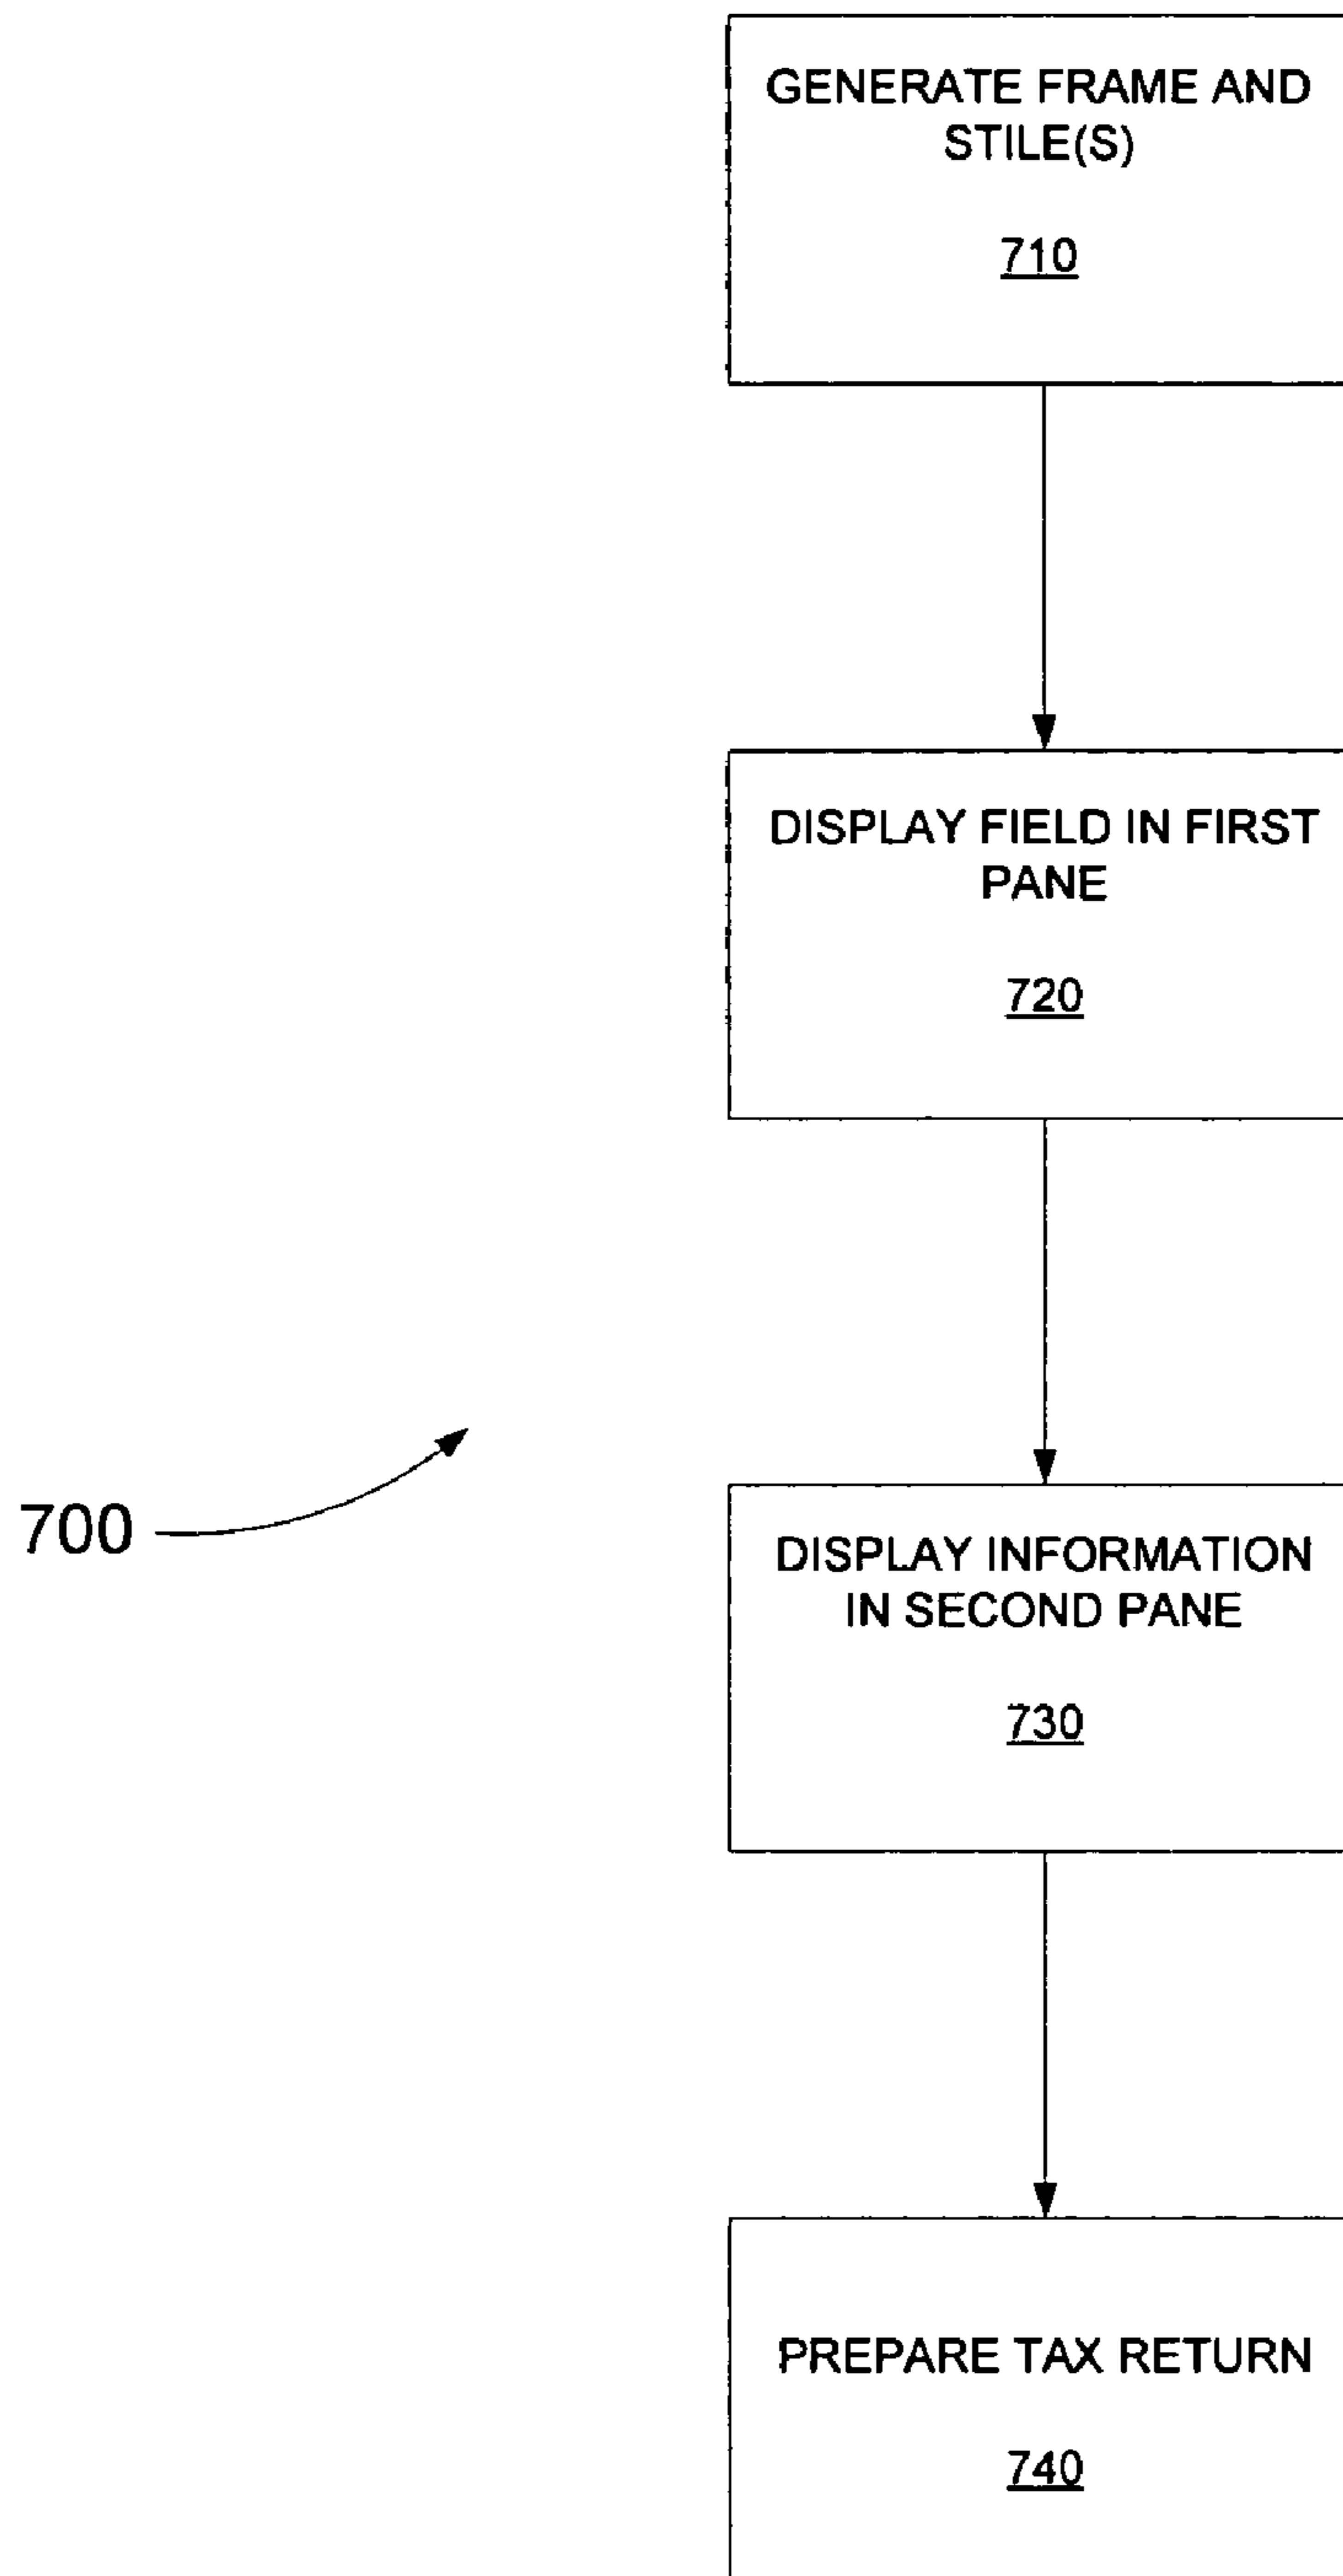 GENERATE FRAME AND
STILE(S)
710
DISPLAY FIELD IN FIRST
PANE
720
700
DISPLAY INFORMATION
IN SECOND PANE
730
PREPARE TAX RETURN
740